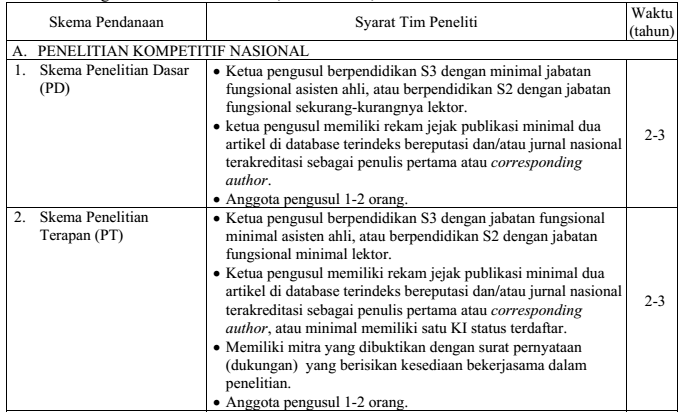 Skema Pendanaan
Syarat Tim Peneliti
Waktu
(tahun)
A. PENELITIAN KOMPETITIF NASIONAL
1. Skema Penelitian Dasar
(PD)
• Ketua pengusul berpendidikan S3 dengan minimal jabatan
fungsional asisten ahli, atau berpendidikan S2 dengan jabatan
fungsional sekurang-kurangnya lektor.
• ketua pengusul memiliki rekam jejak publikasi minimal dua
artikel di database terindeks bereputasi dan/atau jurnal nasional
terakreditasi sebagai penulis pertama atau corresponding
author.
• Anggota pengusul 1-2 orang.
2-3
2. Skema Penelitian
Terapan (PT)
• Ketua pengusul berpendidikan S3 dengan jabatan fungsional
minimal asisten ahli, atau berpendidikan S2 dengan jabatan
fungsional minimal lektor.
• Ketua pengusul memiliki rekam jejak publikasi minimal dua
artikel di database terindeks bereputasi dan/atau jurnal nasional
terakreditasi sebagai penulis pertama atau corresponding
author, atau minimal memiliki satu KI status terdaftar.
• Memiliki mitra yang dibuktikan dengan surat pernyataan
(dukungan) yang berisikan kesediaan bekerjasama dalam
penelitian.
• Anggota pengusul 1-2 orang.
2-3